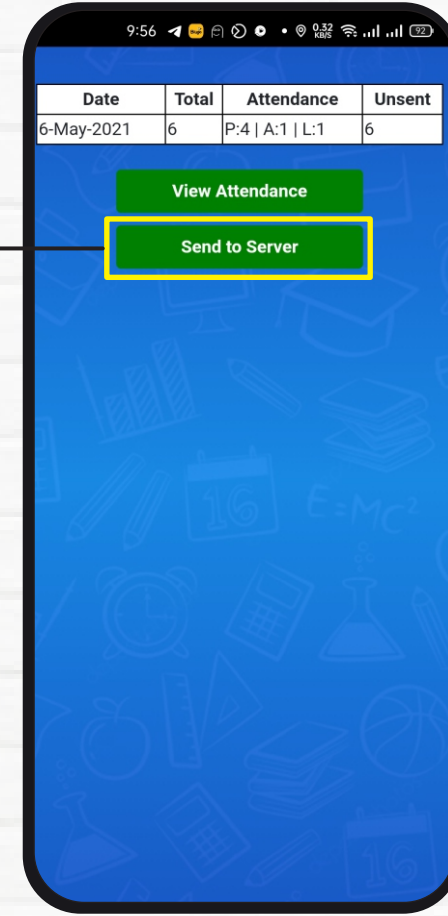 9:56 0.32 KB/S 92
Date Total Attendance Unsent
6-May-2021 6 P:4 | A:1 | L:1 6
View Attendance
Send to Server
16 E=MC²
16